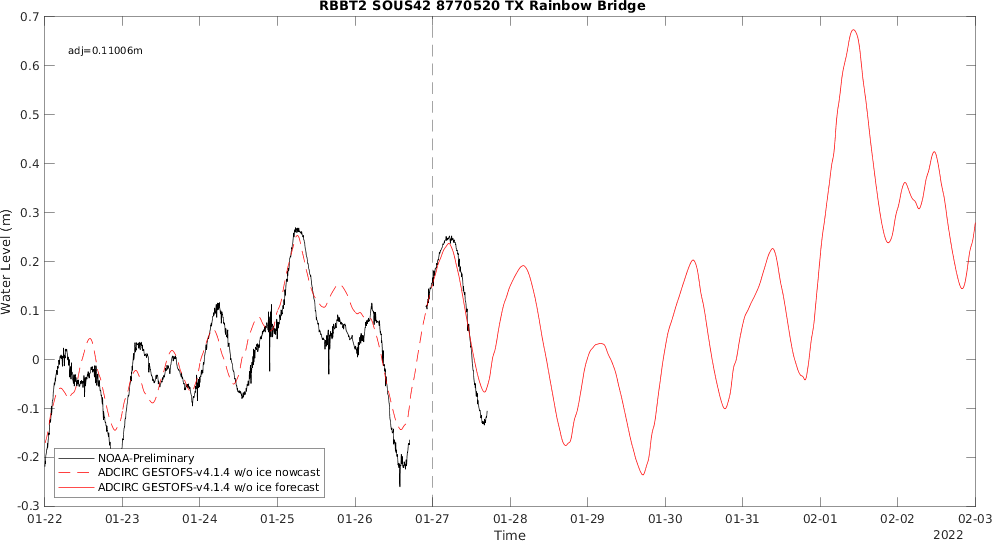 RBBT2 SOUS42 8770520 TX Rainbow Bridge
adj=0.11006m
Water Level (m)
0.7
0.6
0.5
0.4
0.3
0.2
0.1
0
-0.1
-0.2
-0.3
NOAA-Preliminary
ADCIRC GESTOFS-v4.1.4 w/o ice nowcast
ADCIRC GESTOFS-v4.1.4 w/o ice forecast
01-22 01-23 01-24 01-25 01-26 01-27 01-28 01-29 01-30 01-31 02-01 02-02 02-03
Time
2022